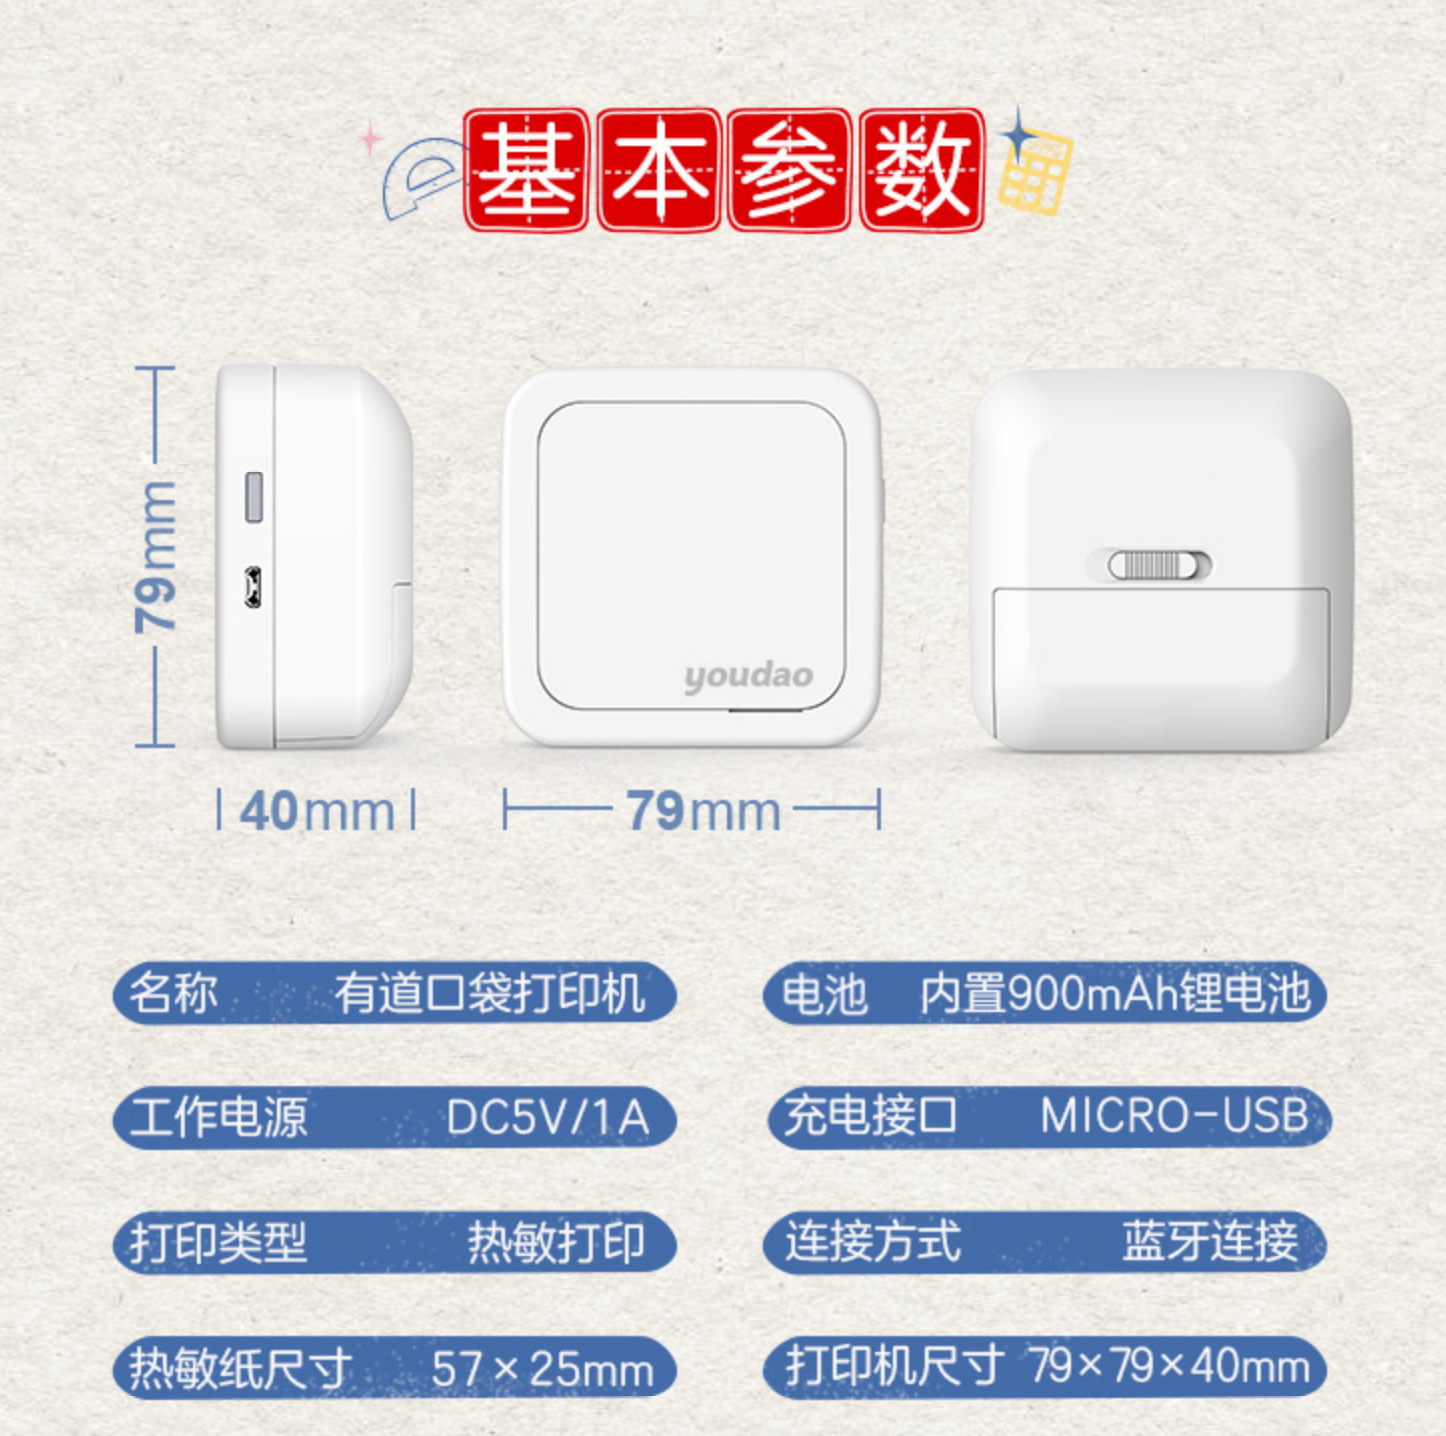 基本参数
79mm
youdao
40mm
79mm
名称 有道口袋打印机
电池 内置900mAh锂电池
工作电源 DC5V/1A
充电接口 MICRO-USB
打印类型 热敏打印
连接方式 蓝牙连接
热敏纸尺寸 57×25mm
打印机尺寸 79×79×40mm